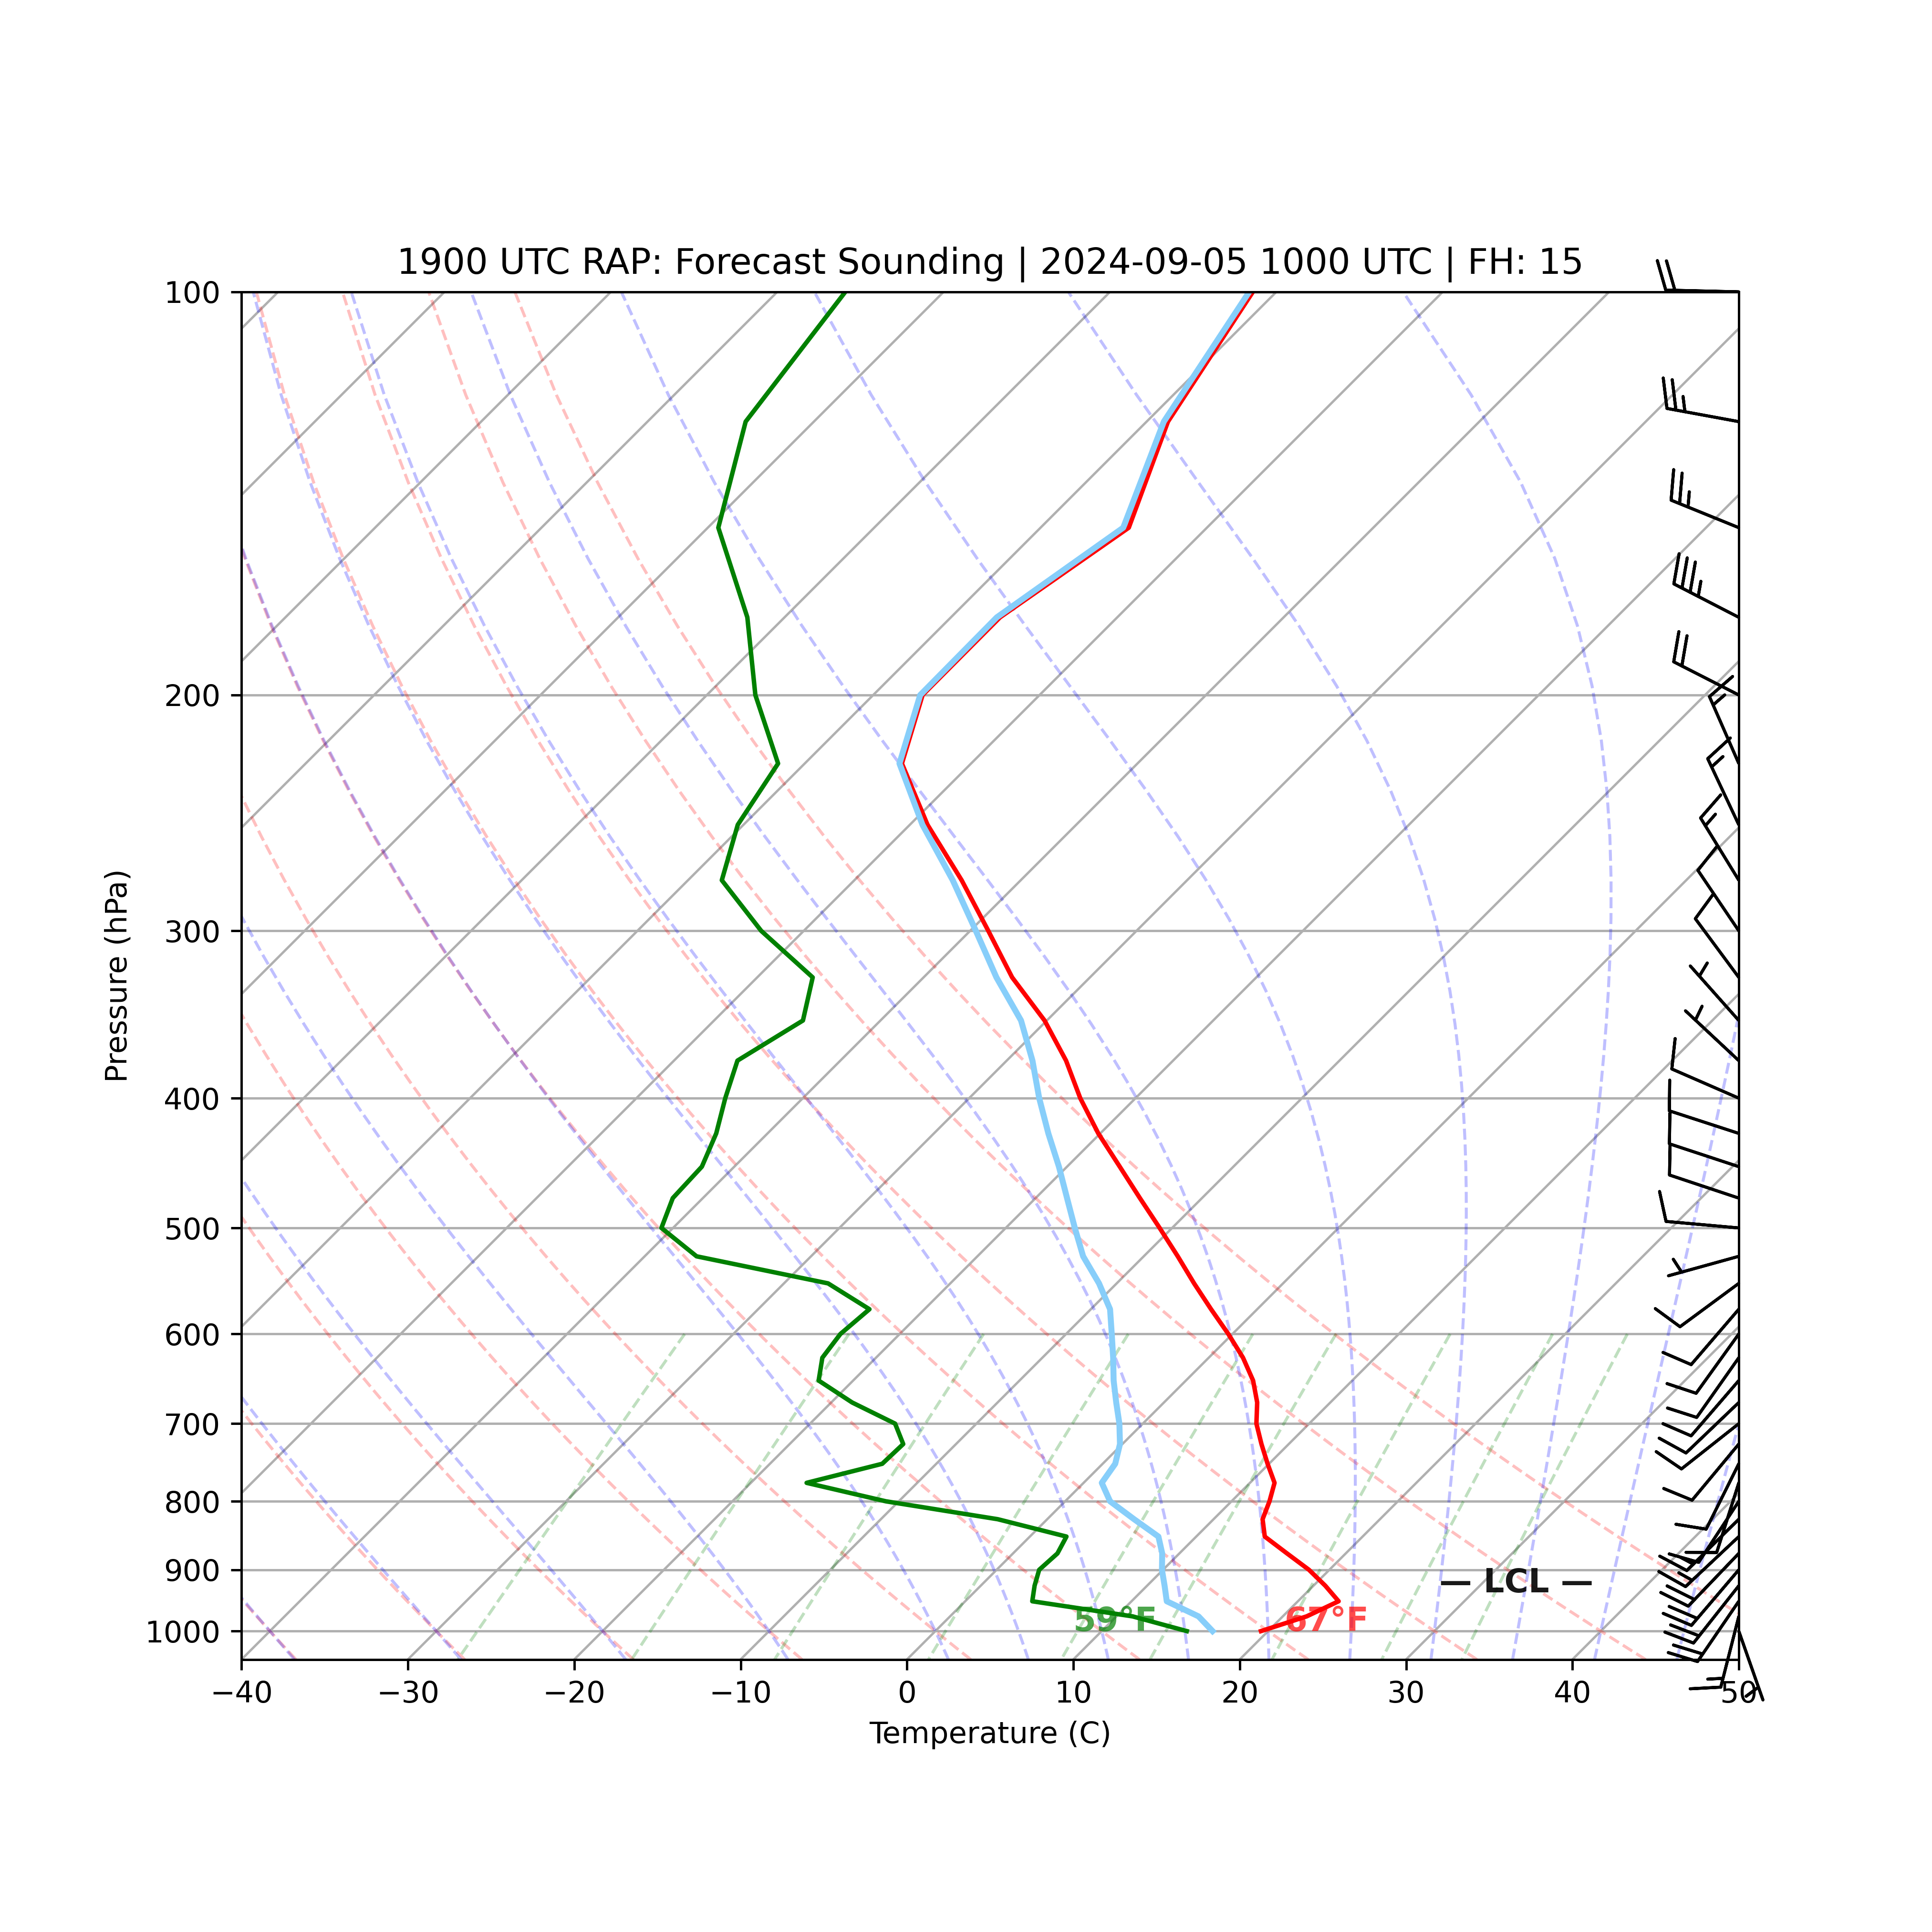 1900 UTC RAP: Forecast Sounding | 2024-09-05 1000 UTC | FH: 15
100
200
300
400
500
600
700
800
900
1000
Pressure (hPa)
— LCL —
59°F 67°F
−40 −30 −20 −10 0 10 20 30 40 50
Temperature (C)